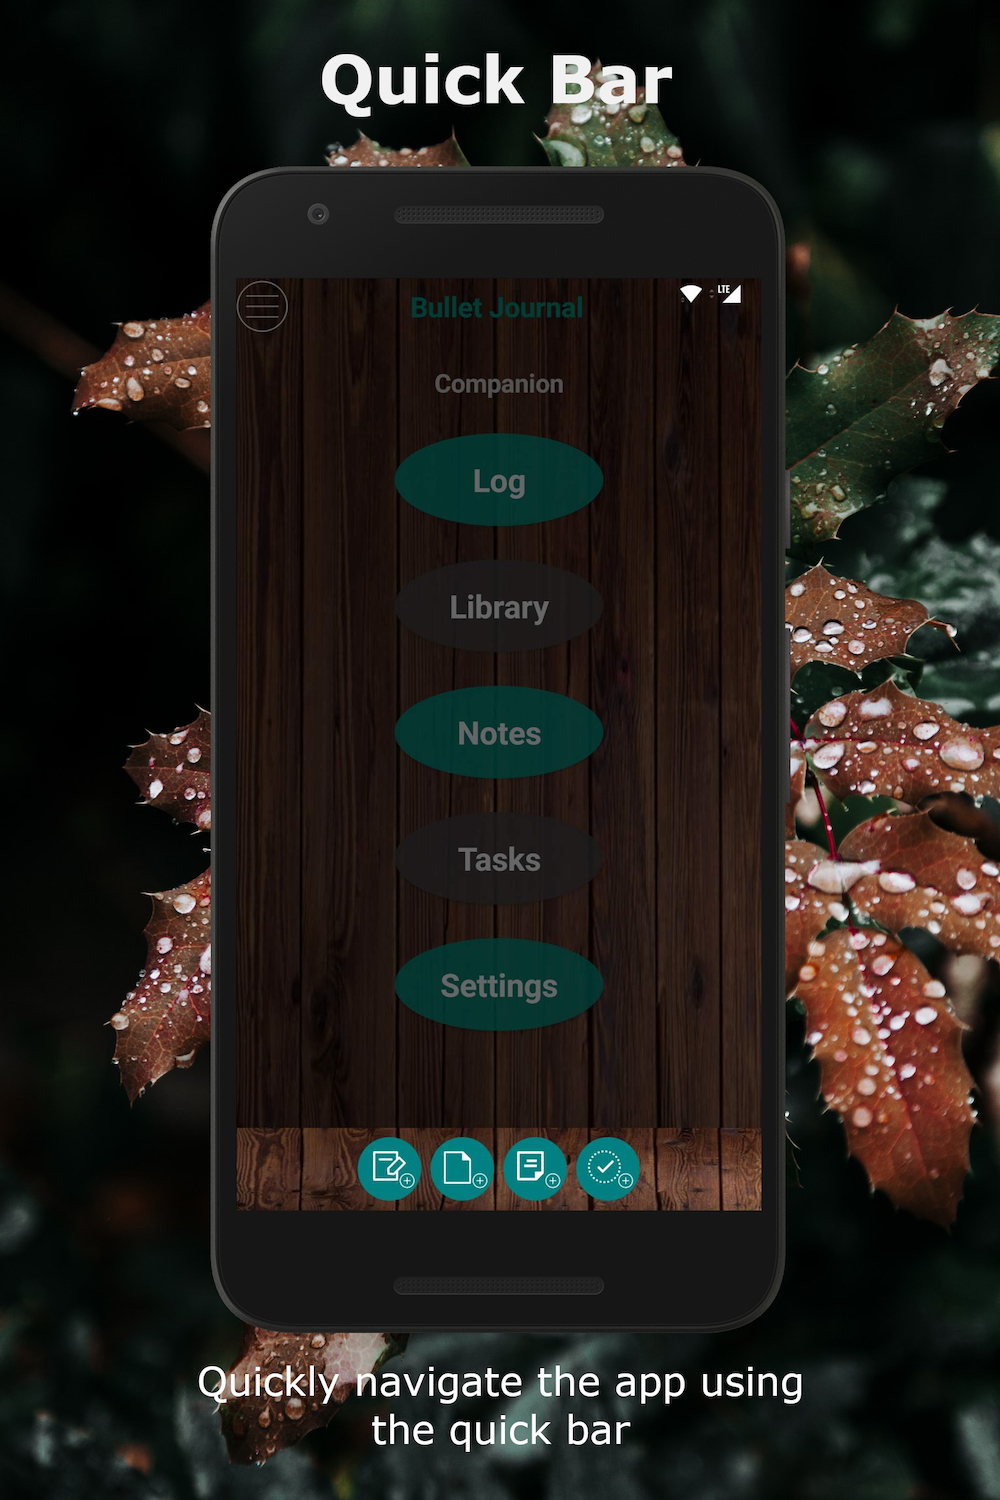 Quick Bar
LTE
Bullet Journal
Companion
Log
Library
Notes
Tasks
Settings
Quickly navigate the app using
the quick bar